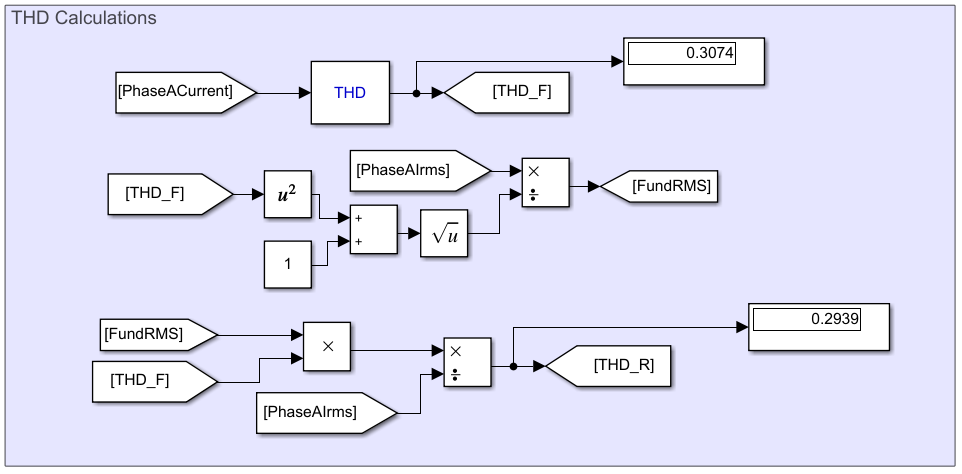 THD Calculations
0.3074
[PhaseACurrent]
THD
[THD_F]
[PhaseAIrms]
×
÷
[FundRMS]
[THD_F]
u²
+
+
√u
1
[FundRMS]
×
[THD_F]
×
÷
0.2939
[THD_R]
[PhaseAIrms]